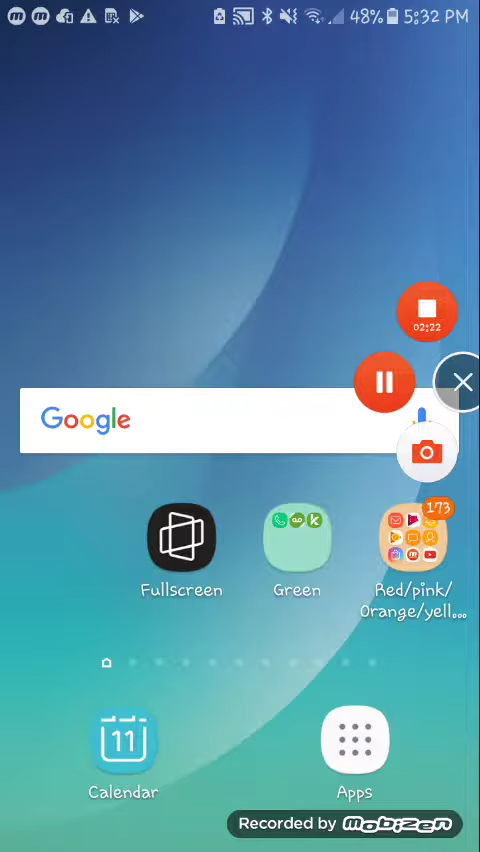 48% 5:32 PM
02:22
Google
173
Fullscreen
Green
Red/pink/
Orange/yell...
11
Calendar
Apps
Recorded by mobizen